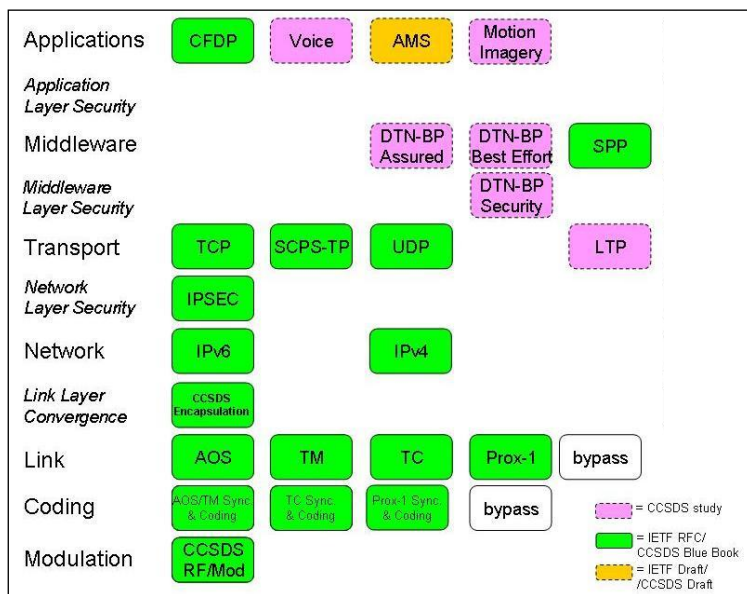 Applications
CFDP
Voice
AMS
Motion
Imagery
Application
Layer Security
Middleware
DTN-BP
Assured
DTN-BP
Best Effort
SPP
Middleware
Layer Security
DTN-BP
Security
Transport
TCP
SCPS-TP
UDP
LTP
Network
Layer Security
IPSEC
Network
IPv6
IPv4
Link Layer
Convergence
CCSDS
Encapsulation
Link
AOS
TM
TC
Prox-1
bypass
Coding
AOS/TM Sync.
& Coding
TC Sync.
& Coding
Prox-1 Sync.
& Coding
bypass
Modulation
CCSDS
RF/Mod
= CCSDS study
= IETF RFC/
CCSDS Blue Book
= IETF Draft/
/CCSDS Draft